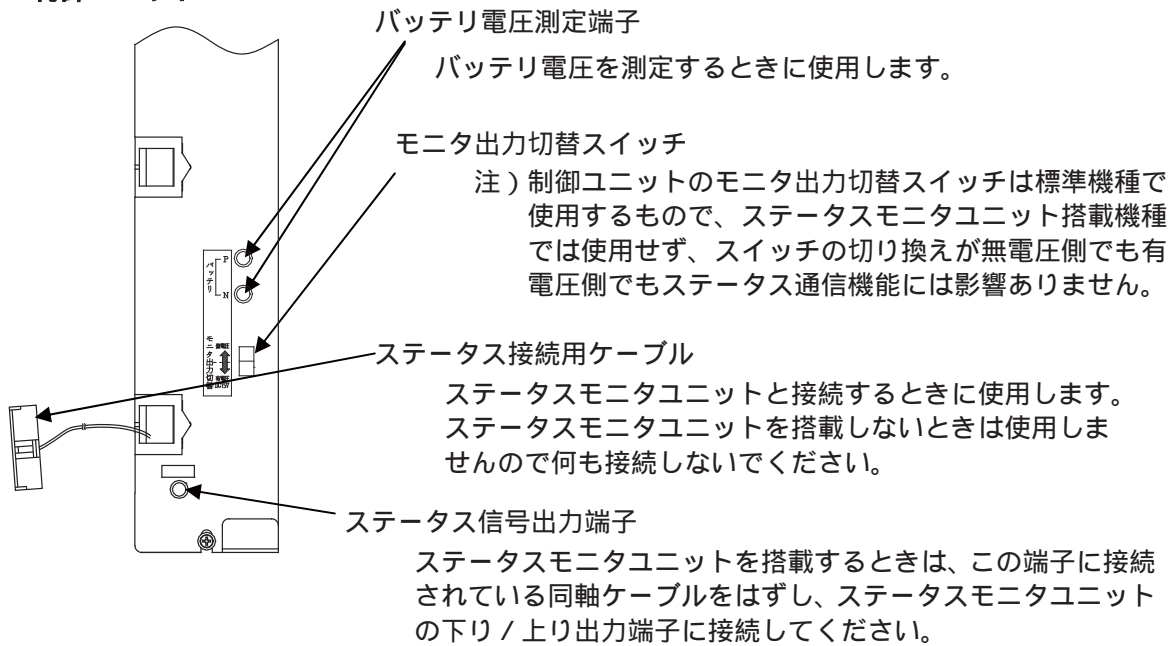 バッテリ電圧測定端子
バッテリ電圧を測定するときに使用します。
モニタ出力切替スイッチ
注）制御ユニットのモニタ出力切替スイッチは標準機種で
使用するもので、ステータスモニタユニット搭載機種
では使用せず、スイッチの切り換えが無電圧側でも有
電圧側でもステータス通信機能には影響ありません。
バッテリ
P
N
モニタ出力切替
ステータス接続用ケーブル
ステータスモニタユニットと接続するときに使用します。
ステータスモニタユニットを搭載しないときは使用しま
せんので何も接続しないでください。
ステータス信号出力端子
ステータスモニタユニットを搭載するときは、この端子に接続
されている同軸ケーブルをはずし、ステータスモニタユニット
の下り / 上り出力端子に接続してください。